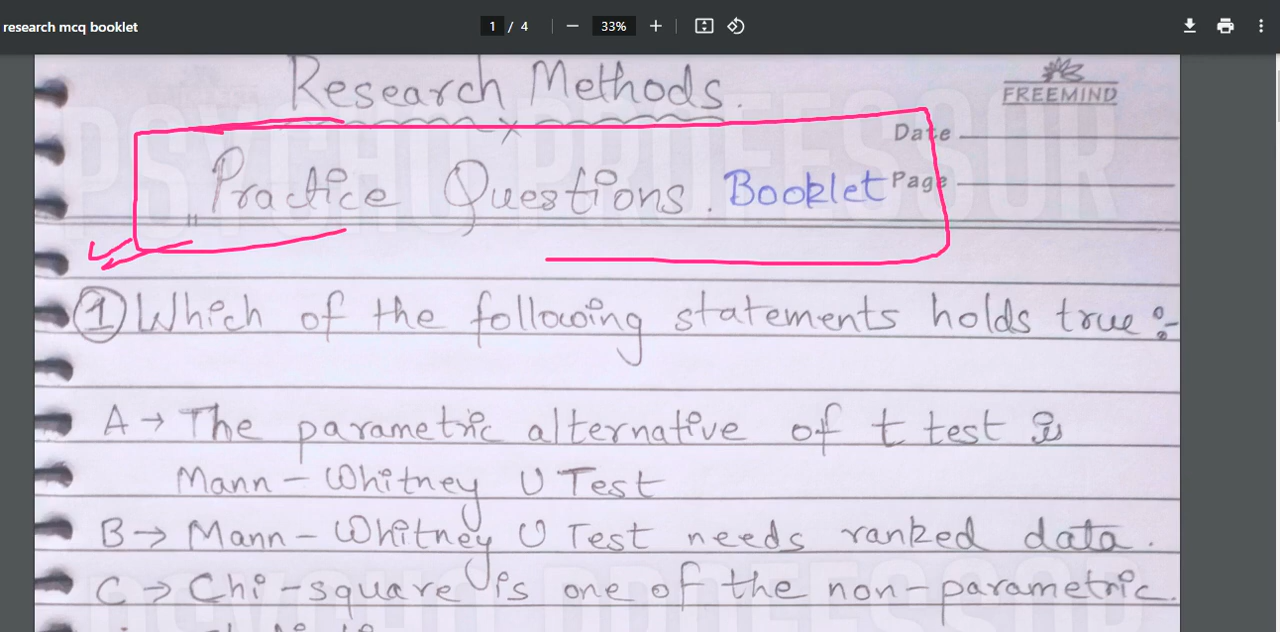 research mcq booklet
1 / 4
33%
Research Methods.
FREEMIND
Date
Practice Questions. Booklet
Page
PSYCHO PROFESSOR
① Which of the following statements holds true :-
A → The parametric alternative of t test is
Mann - Whitney U Test
B → Mann - Whitney U Test needs ranked data.
C → Chi - square is one of the non - parametric.